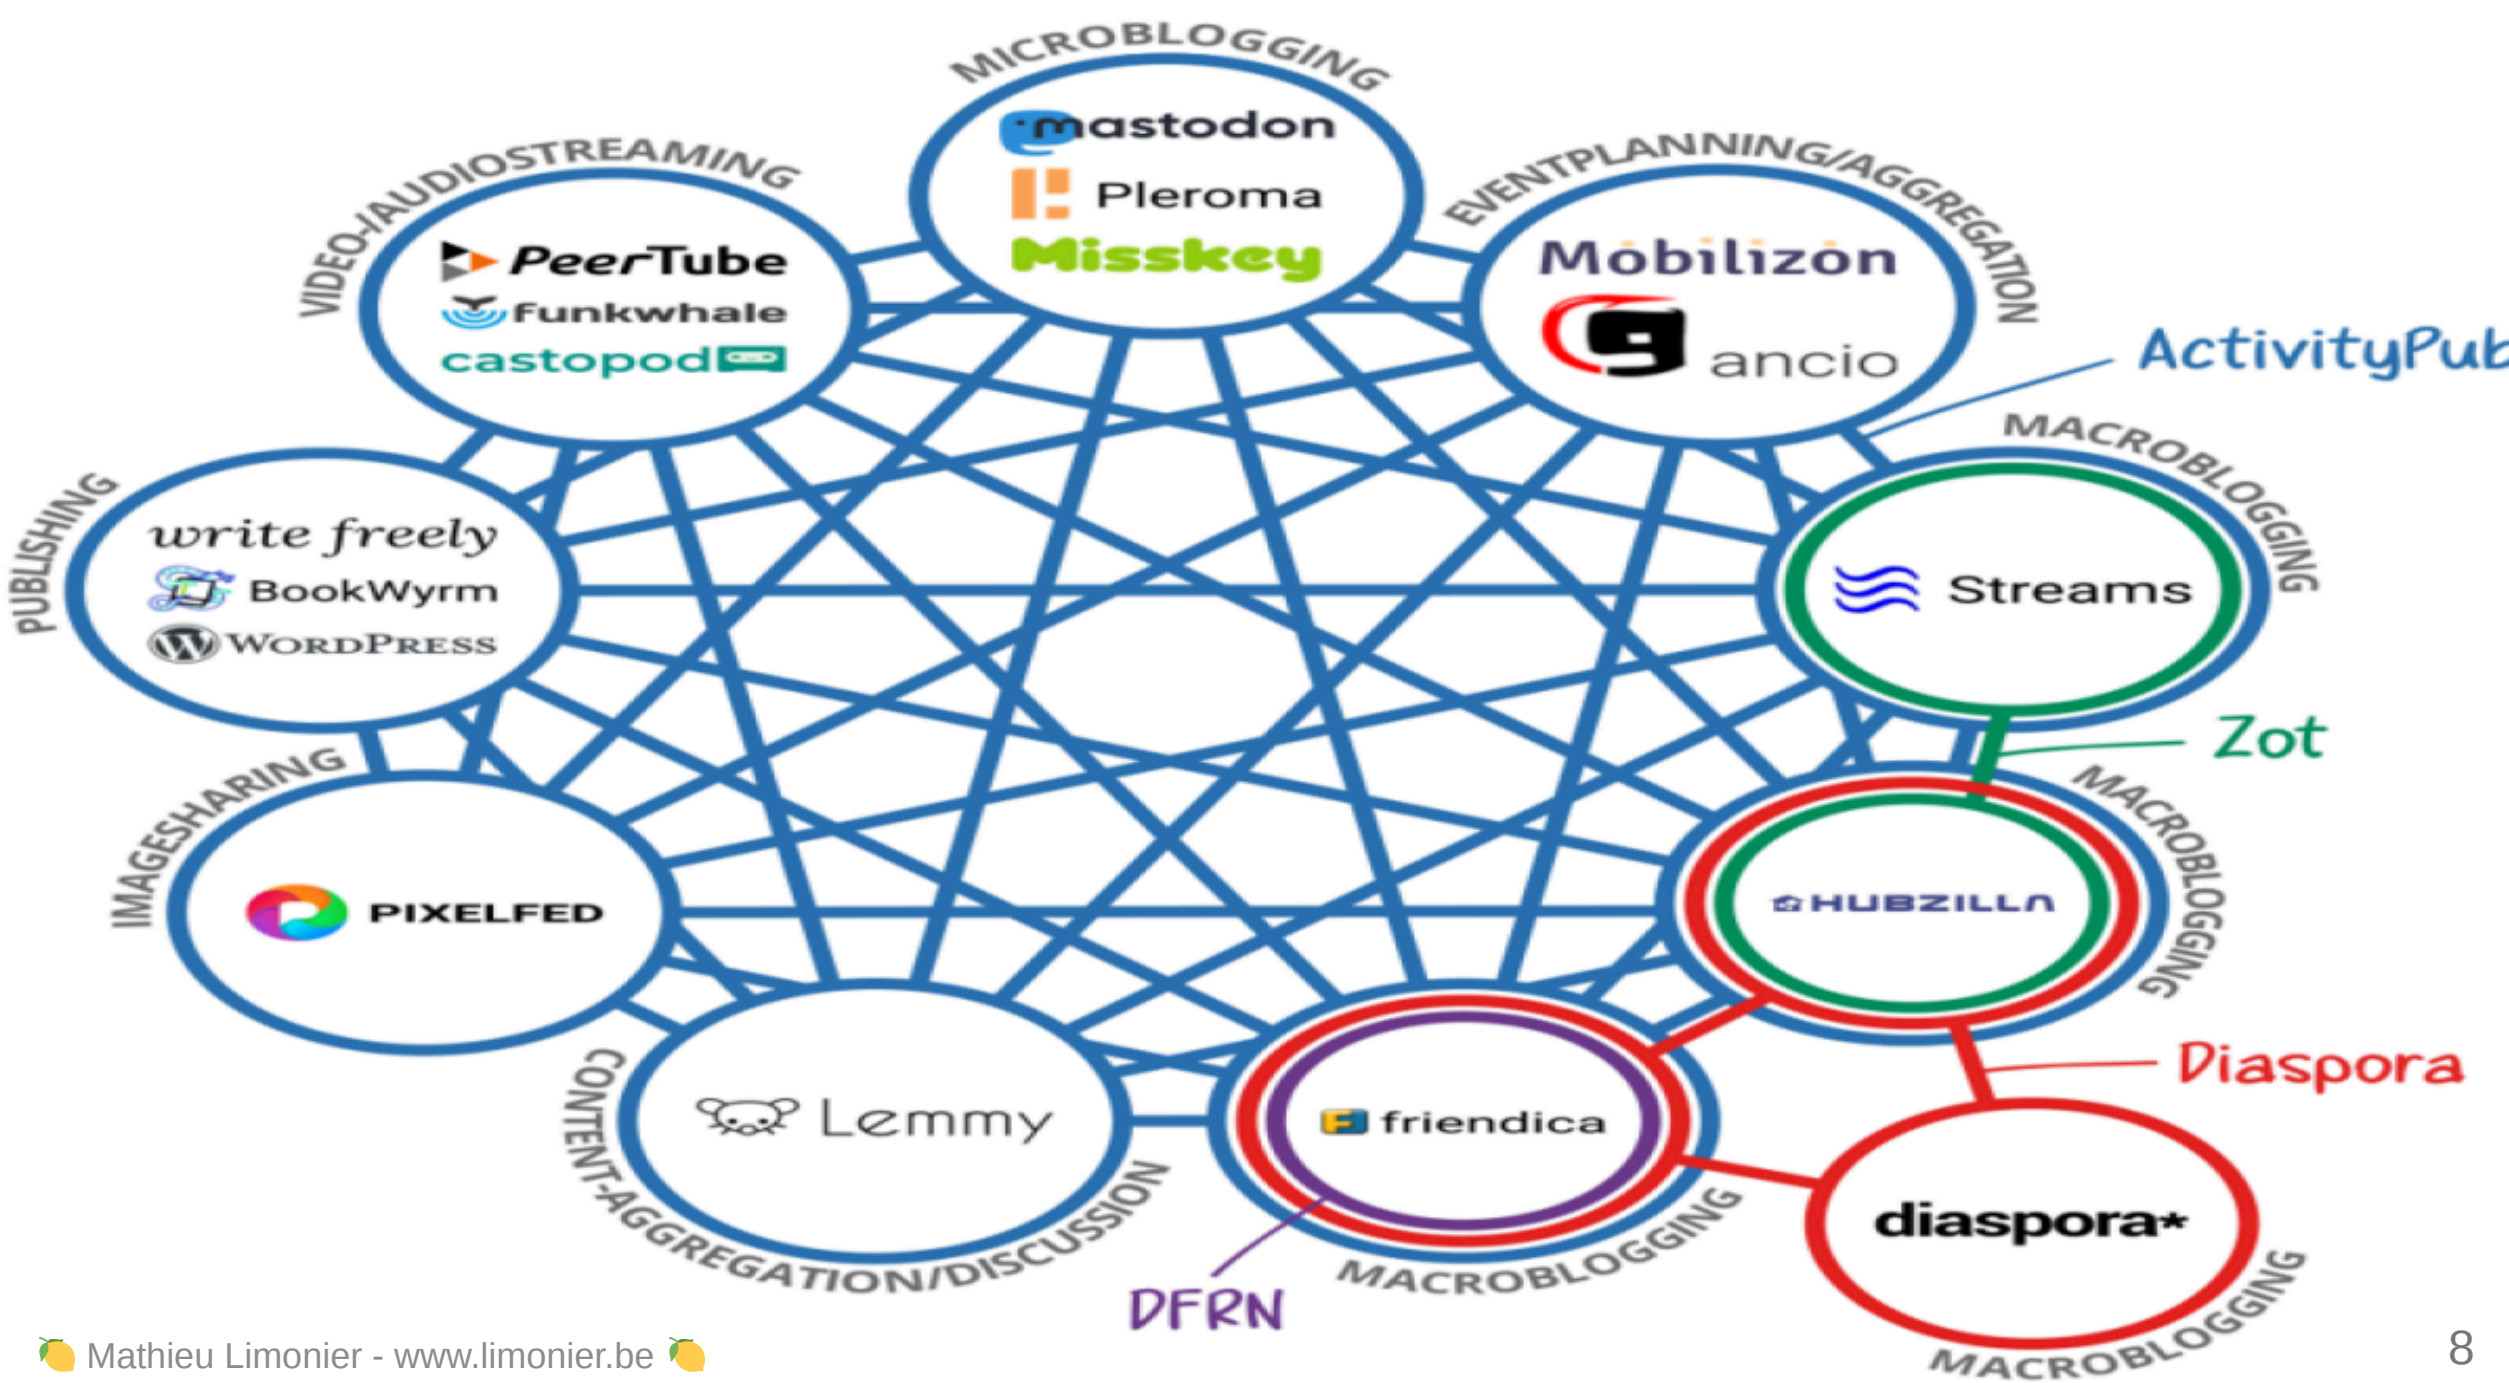 MICROBLOGGING
mastodon
Pleroma
Misskey
VIDEO-/AUDIOSTREAMING
PeerTube
funkwhale
castopod
EVENTPLANNING/AGGREGATION
Mobilizon
ancio
ActivityPub
PUBLISHING
write freely
BookWyrm
WORDPRESS
MACROBLOGGING
Streams
Zot
IMAGESHARING
PIXELFED
MACROBLOGGING
HUBZILLA
CONTENT-AGGREGATION/DISCUSSION
Lemmy
MACROBLOGGING
friendica
DFRN
Diaspora
diaspora*
MACROBLOGGING
Mathieu Limonier - www.limonier.be
8